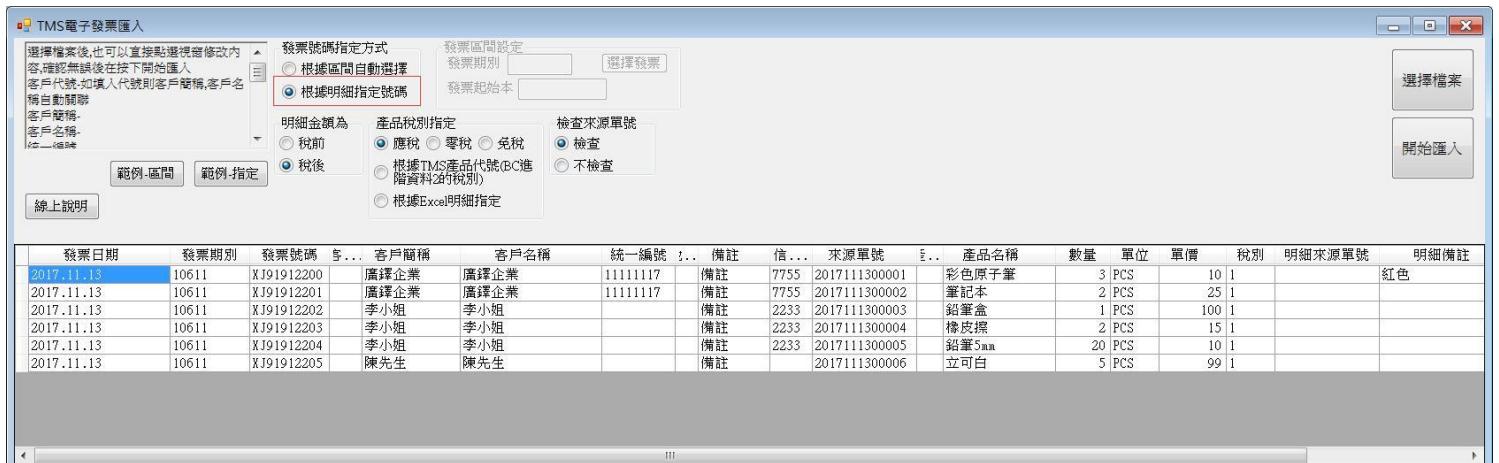 TMS電子發票匯入
選擇檔案後,也可以直接點選視窗修改內
容,確認無誤後在按下開始匯入
客戶代號-如填入代號則客戶簡稱,客戶名
稱自動關聯
客戶簡稱-
客戶名稱-
統一編號
範例-區間 範例-指定
線上說明
發票號碼指定方式
根據區間自動選擇
根據明細指定號碼
發票區間設定
發票期別 選擇發票
發票起始本
明細金額為
稅前
稅後
產品稅別指定
應稅 零稅 免稅
根據TMS產品代號(BC進
階資料2的稅別)
根據Excel明細指定
檢查來源單號
檢查
不檢查
選擇檔案
開始匯入
發票日期 發票期別 發票號碼 ... 客戶簡稱 客戶名稱 統一編號 ... 備註 信... 來源單號 ... 產品名稱 數量 單位 單價 稅別 明細來源單號 明細備註
2017.11.13 10611 XJ91912200 廣鐸企業 廣鐸企業 11111117 備註 7755 2017111300001 彩色原子筆 3 PCS 10 1 紅色
2017.11.13 10611 XJ91912201 廣鐸企業 廣鐸企業 11111117 備註 7755 2017111300002 筆記本 2 PCS 25 1
2017.11.13 10611 XJ91912202 李小姐 李小姐 備註 2233 2017111300003 鉛筆盒 1 PCS 100 1
2017.11.13 10611 XJ91912203 李小姐 李小姐 備註 2233 2017111300004 橡皮擦 2 PCS 15 1
2017.11.13 10611 XJ91912204 李小姐 李小姐 備註 2233 2017111300005 鉛筆5mm 20 PCS 10 1
2017.11.13 10611 XJ91912205 陳先生 陳先生 備註 2017111300006 立可白 5 PCS 99 1